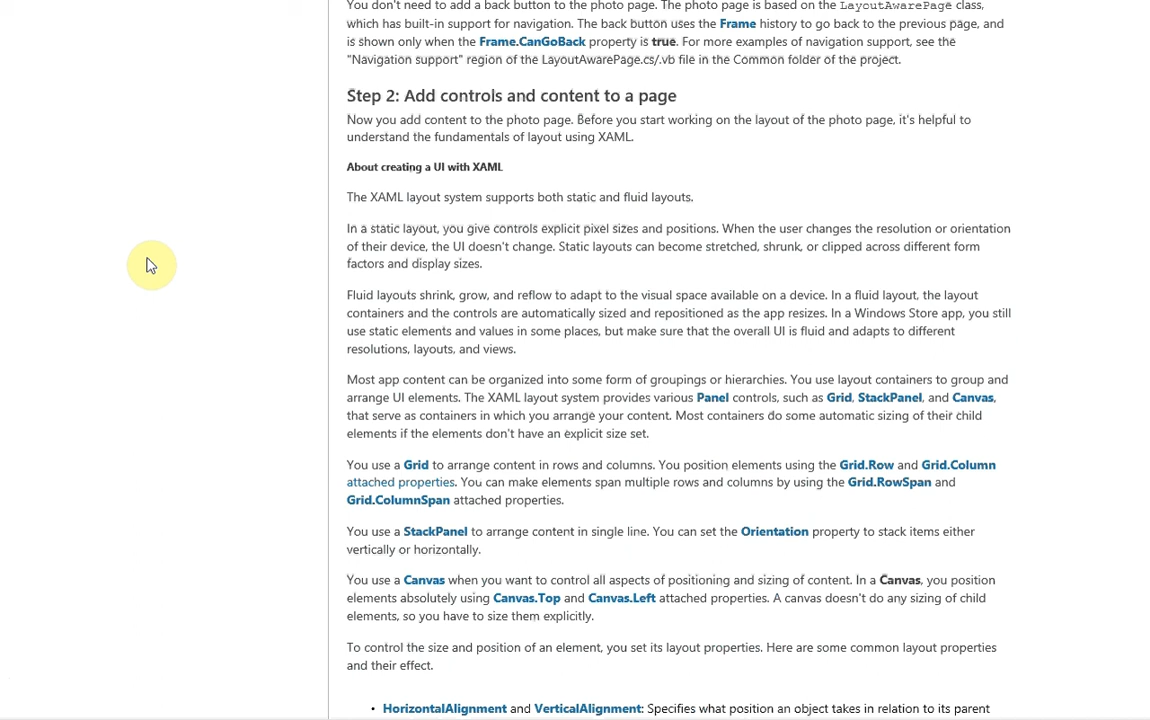 You don't need to add a back button to the photo page. The photo page is based on the LayoutAwarePage class,
which has built-in support for navigation. The back button uses the Frame history to go back to the previous page, and
is shown only when the Frame.CanGoBack property is true. For more examples of navigation support, see the
"Navigation support" region of the LayoutAwarePage.cs/.vb file in the Common folder of the project.
Step 2: Add controls and content to a page
Now you add content to the photo page. Before you start working on the layout of the photo page, it's helpful to
understand the fundamentals of layout using XAML.
About creating a UI with XAML
The XAML layout system supports both static and fluid layouts.
In a static layout, you give controls explicit pixel sizes and positions. When the user changes the resolution or orientation
of their device, the UI doesn't change. Static layouts can become stretched, shrunk, or clipped across different form
factors and display sizes.
Fluid layouts shrink, grow, and reflow to adapt to the visual space available on a device. In a fluid layout, the layout
containers and the controls are automatically sized and repositioned as the app resizes. In a Windows Store app, you still
use static elements and values in some places, but make sure that the overall UI is fluid and adapts to different
resolutions, layouts, and views.
Most app content can be organized into some form of groupings or hierarchies. You use layout containers to group and
arrange UI elements. The XAML layout system provides various Panel controls, such as Grid, StackPanel, and Canvas,
that serve as containers in which you arrange your content. Most containers do some automatic sizing of their child
elements if the elements don't have an explicit size set.
You use a Grid to arrange content in rows and columns. You position elements using the Grid.Row and Grid.Column
attached properties. You can make elements span multiple rows and columns by using the Grid.RowSpan and
Grid.ColumnSpan attached properties.
You use a StackPanel to arrange content in single line. You can set the Orientation property to stack items either
vertically or horizontally.
You use a Canvas when you want to control all aspects of positioning and sizing of content. In a Canvas, you position
elements absolutely using Canvas.Top and Canvas.Left attached properties. A canvas doesn't do any sizing of child
elements, so you have to size them explicitly.
To control the size and position of an element, you set its layout properties. Here are some common layout properties
and their effect.
• HorizontalAlignment and VerticalAlignment: Specifies what position an object takes in relation to its parent